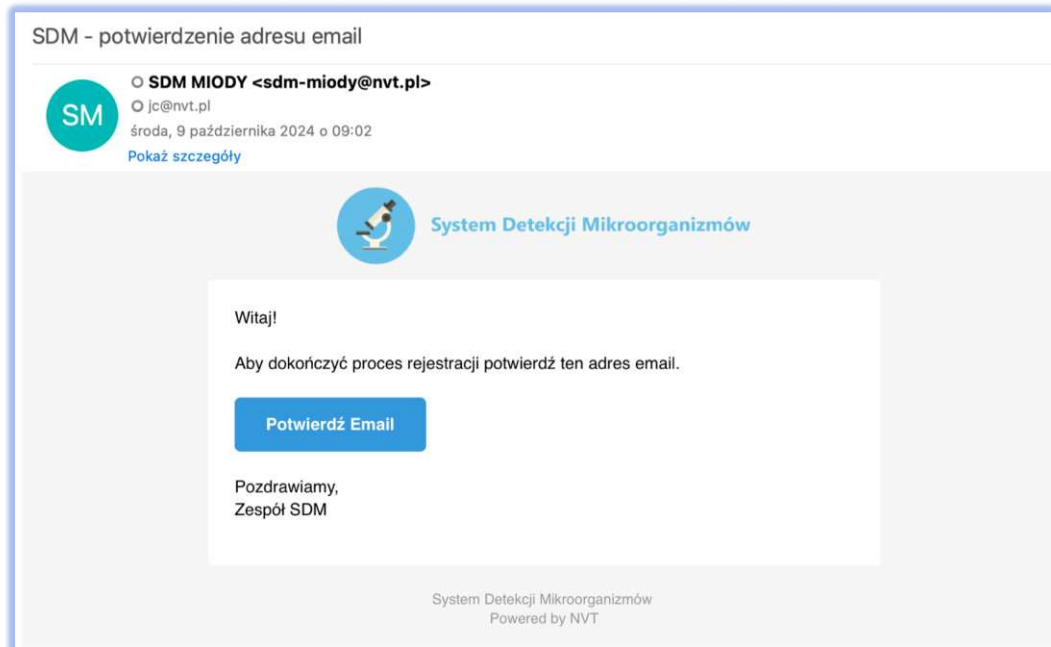 SDM - potwierdzenie adresu email
SM
SDM MIODY <sdm-miody@nvt.pl>
jc@nvt.pl
środa, 9 października 2024 o 09:02
Pokaż szczegóły
System Detekcji Mikroorganizmów
Witaj!
Aby dokończyć proces rejestracji potwierdź ten adres email.
Potwierdź Email
Pozdrawiamy,
Zespół SDM
System Detekcji Mikroorganizmów
Powered by NVT